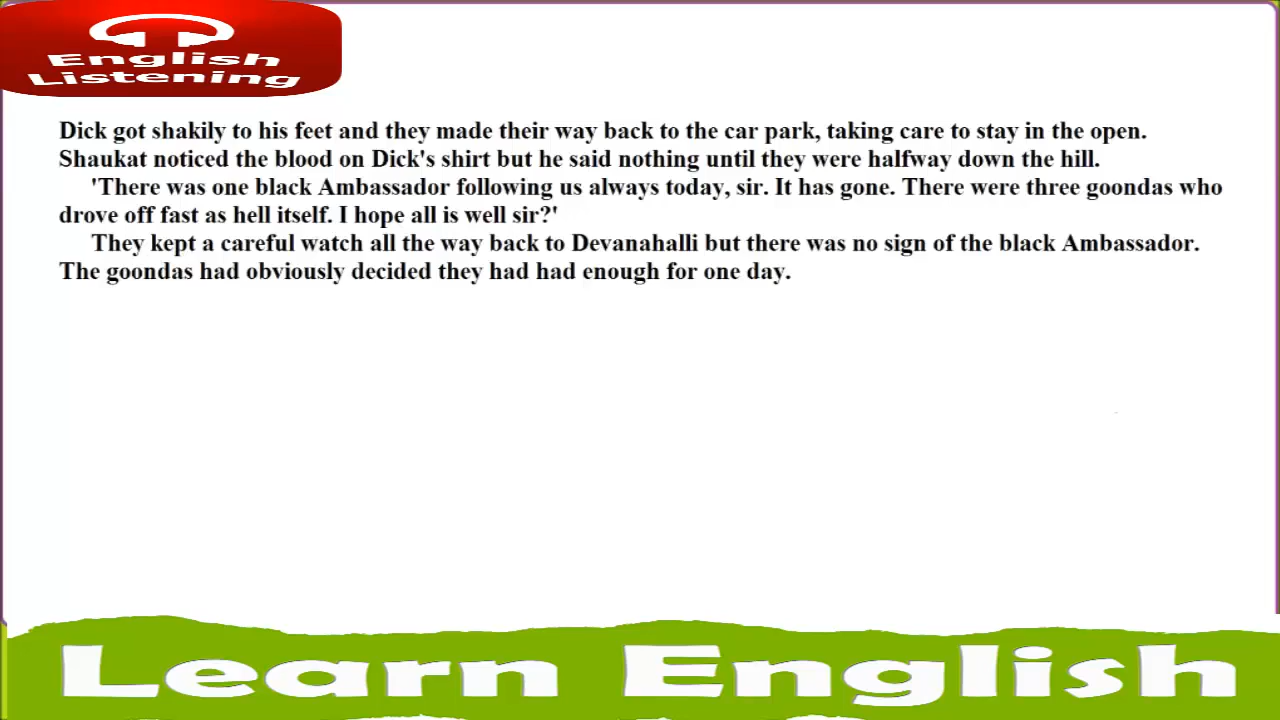 English
Listening
Dick got shakily to his feet and they made their way back to the car park, taking care to stay in the open.
Shaukat noticed the blood on Dick's shirt but he said nothing until they were halfway down the hill.
'There was one black Ambassador following us always today, sir. It has gone. There were three goondas who
drove off fast as hell itself. I hope all is well sir?'
They kept a careful watch all the way back to Devanahalli but there was no sign of the black Ambassador.
The goondas had obviously decided they had had enough for one day.
Learn English